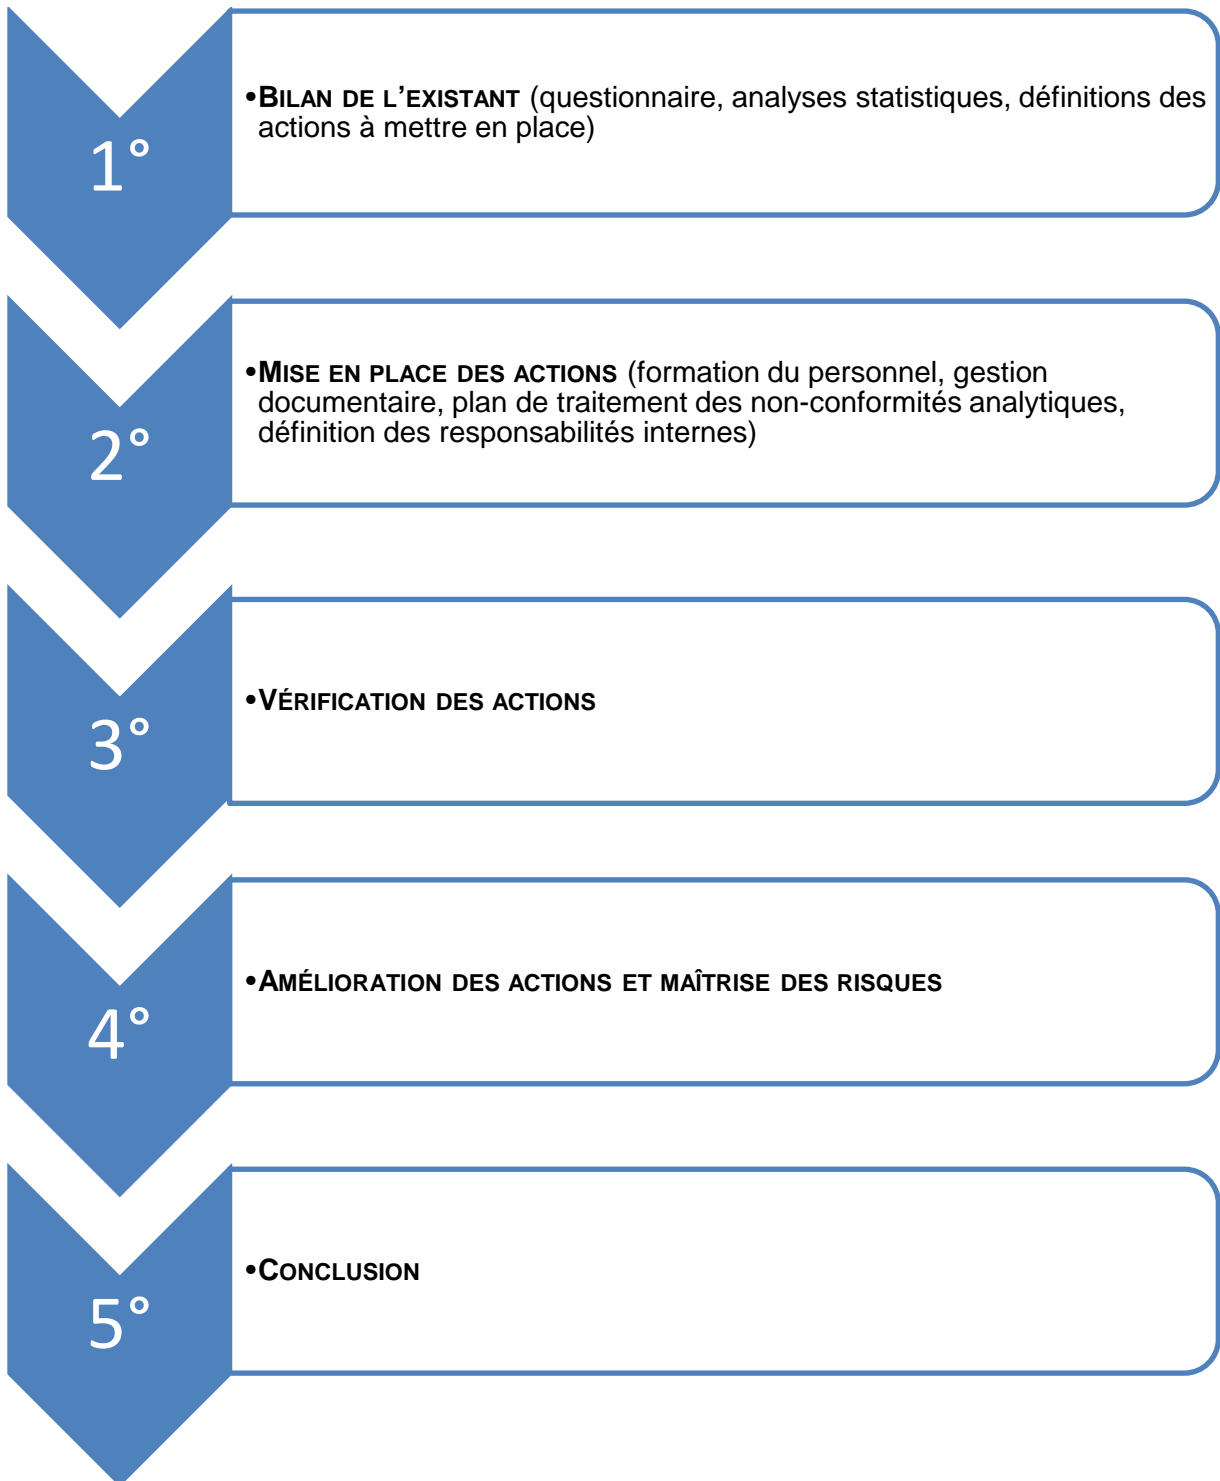 1°
•BILAN DE L’EXISTANT (questionnaire, analyses statistiques, définitions des
actions à mettre en place)
2°
•MISE EN PLACE DES ACTIONS (formation du personnel, gestion
documentaire, plan de traitement des non-conformités analytiques,
définition des responsabilités internes)
3°
•VÉRIFICATION DES ACTIONS
4°
•AMÉLIORATION DES ACTIONS ET MAÎTRISE DES RISQUES
5°
•CONCLUSION